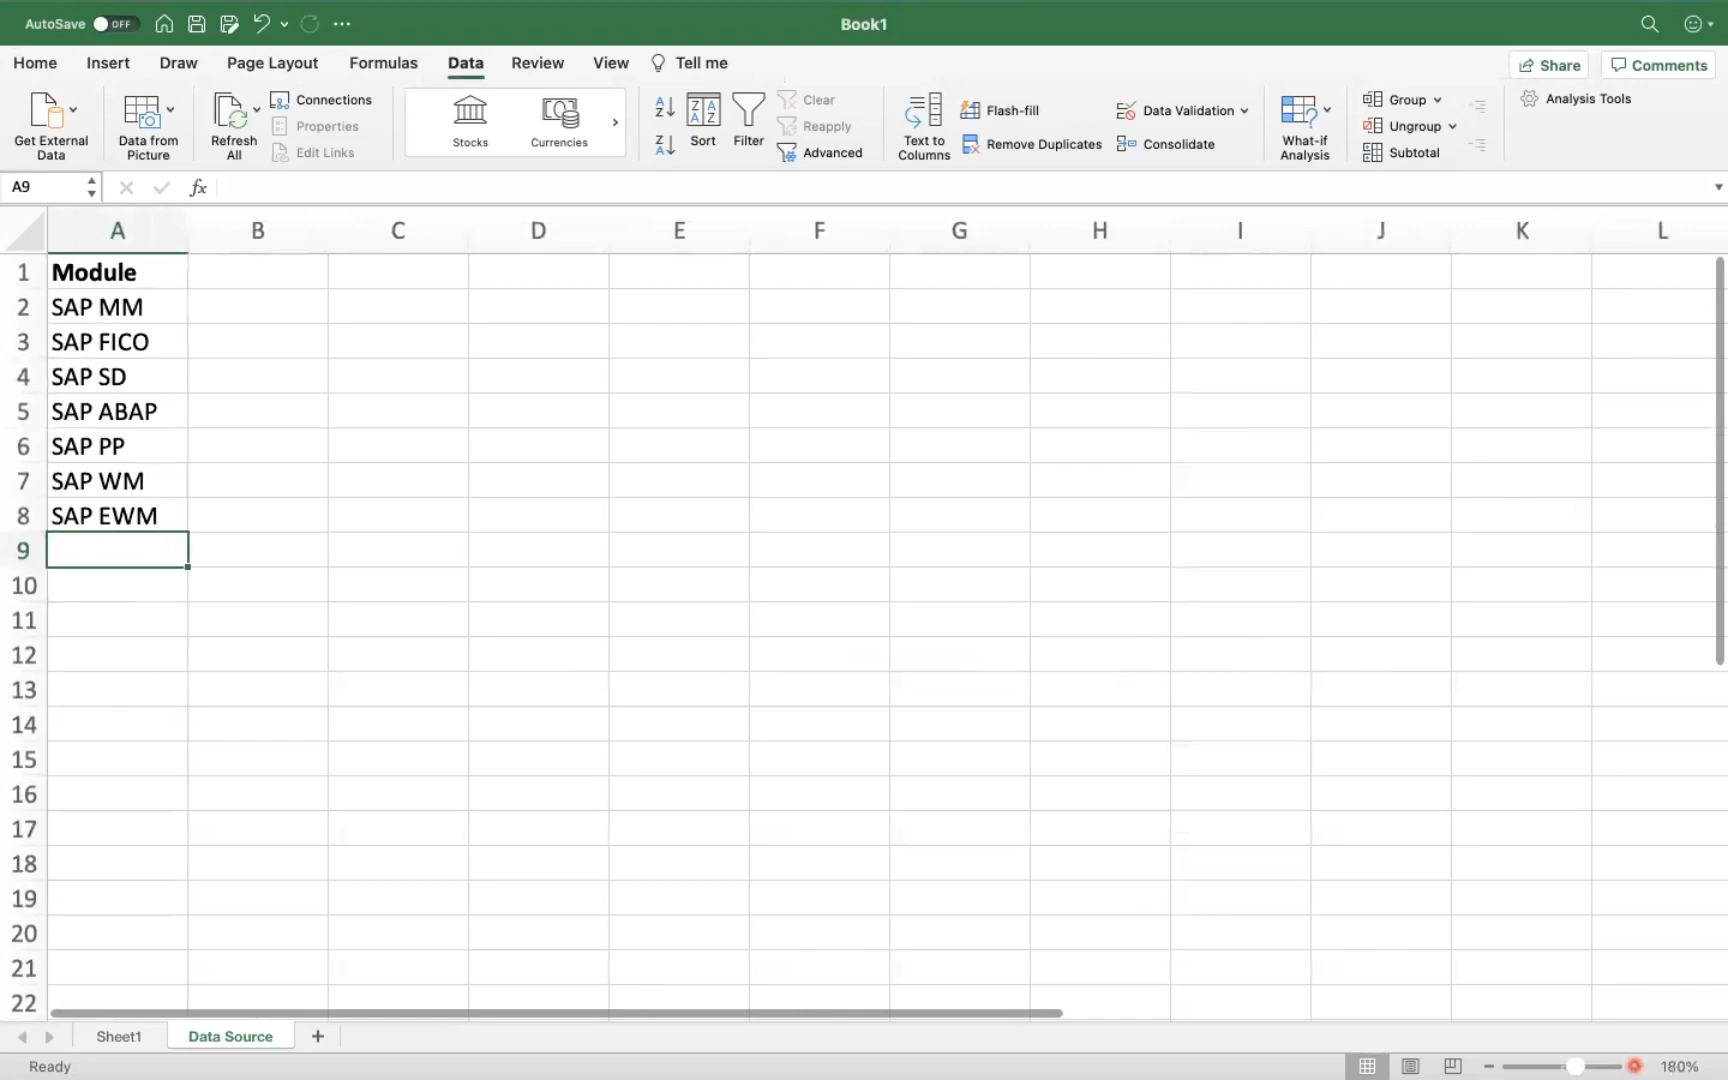 AutoSave OFF Book1
Home Insert Draw Page Layout Formulas Data Review View Tell me Share Comments
Get External Data
Data from Picture
Refresh All
Connections
Properties
Edit Links
Stocks
Currencies
A Z
Z A
Z A A Z
Sort
Filter
Clear
Reapply
Advanced
Text to Columns
Flash-fill
Remove Duplicates
Data Validation
Consolidate
What-if Analysis
Group
Ungroup
Subtotal
Analysis Tools
A9 fx
A B C D E F G H I J K L
1 Module
2 SAP MM
3 SAP FICO
4 SAP SD
5 SAP ABAP
6 SAP PP
7 SAP WM
8 SAP EWM
9
10
11
12
13
14
15
16
17
18
19
20
21
22
Sheet1 Data Source +
Ready 180%